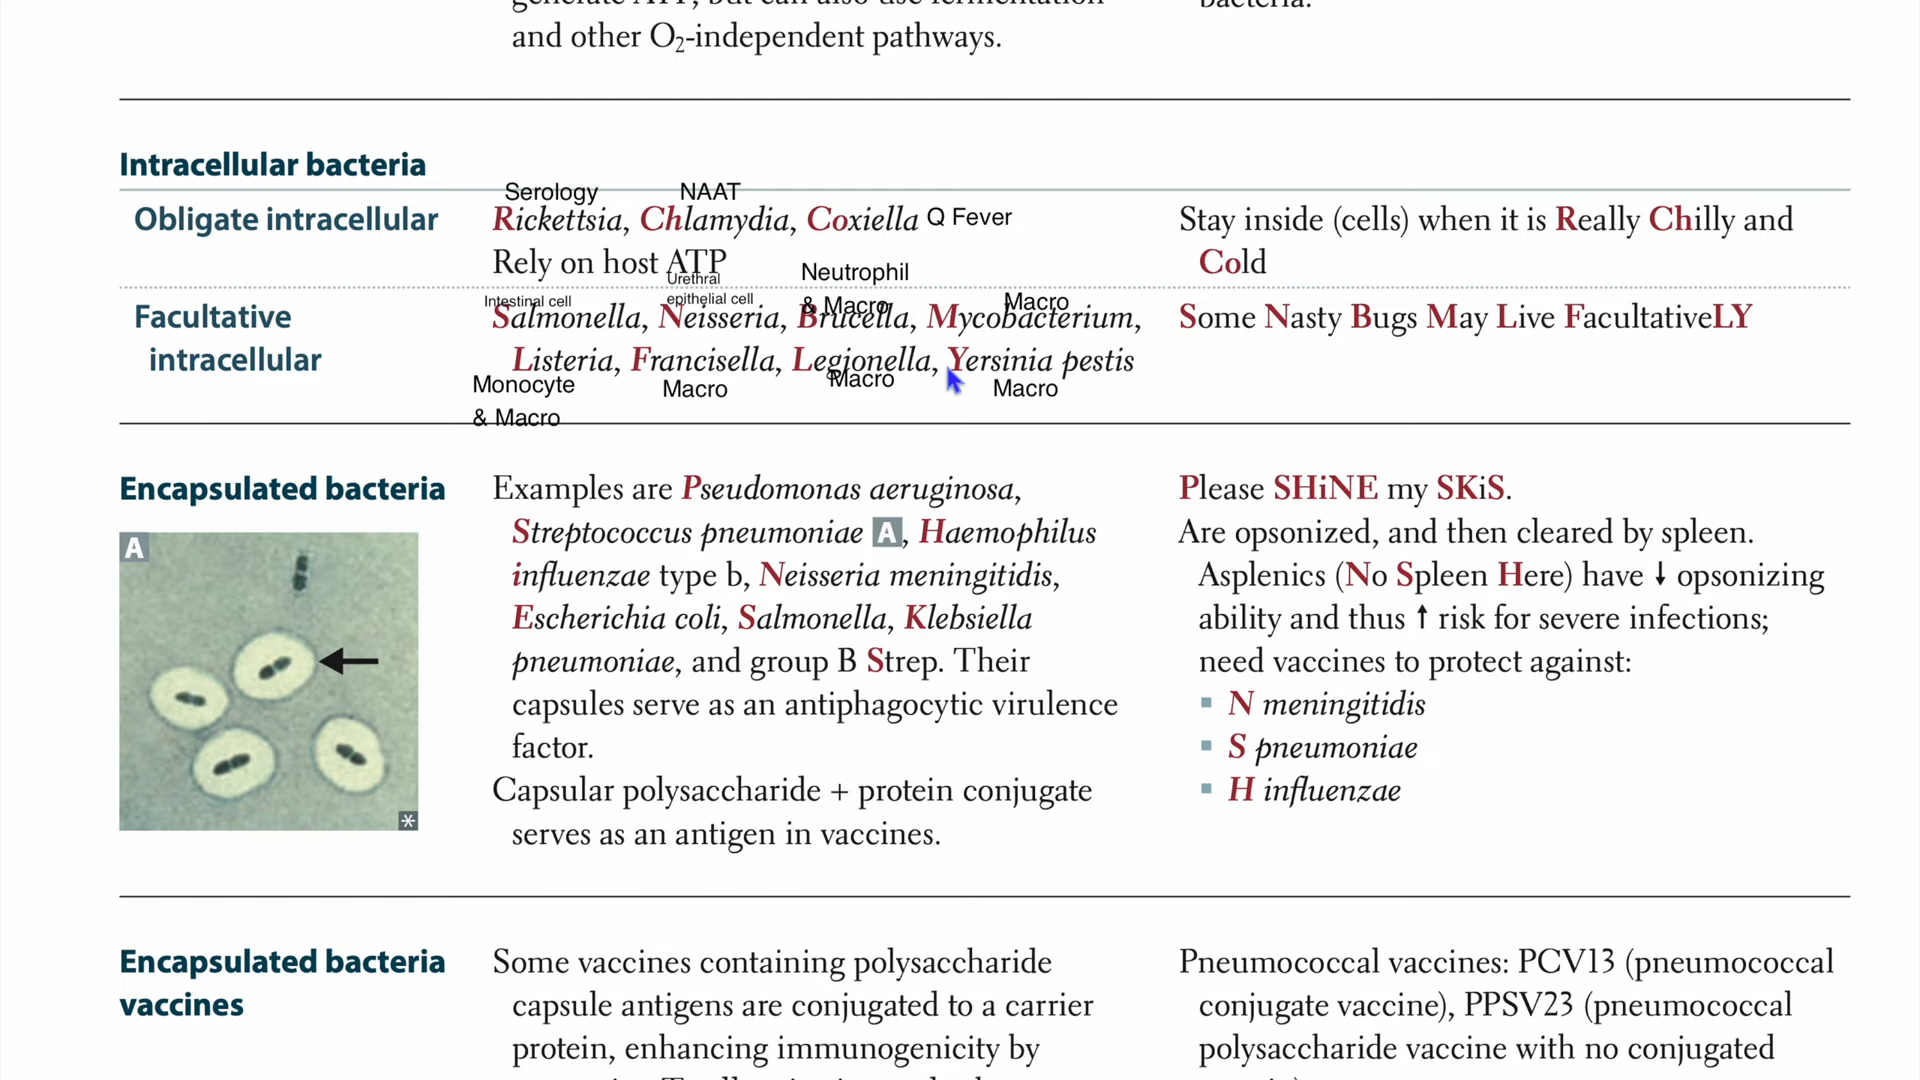 and other O2-independent pathways.
Intracellular bacteria
Serology NAAT
Obligate intracellular
Rickettsia, Chlamydia, Coxiella Q Fever
Rely on host ATP
Stay inside (cells) when it is Really Chilly and
Cold
Urethral
epithelial cell
Neutrophil
& Macro
Intestinal cell
Macro
Facultative
intracellular
Salmonella, Neisseria, Brucella, Mycobacterium,
Listeria, Francisella, Legionella, Yersinia pestis
Some Nasty Bugs May Live FacultativeLY
Monocyte
& Macro
Macro
Macro
Macro
Encapsulated bacteria
A
*
Examples are Pseudomonas aeruginosa,
Streptococcus pneumoniae A, Haemophilus
influenzae type b, Neisseria meningitidis,
Escherichia coli, Salmonella, Klebsiella
pneumoniae, and group B Strep. Their
capsules serve as an antiphagocytic virulence
factor.
Capsular polysaccharide + protein conjugate
serves as an antigen in vaccines.
Please SHiNE my SKiS.
Are opsonized, and then cleared by spleen.
Asplenics (No Spleen Here) have ↓ opsonizing
ability and thus ↑ risk for severe infections;
need vaccines to protect against:
▪ N meningitidis
▪ S pneumoniae
▪ H influenzae
Encapsulated bacteria
vaccines
Some vaccines containing polysaccharide
capsule antigens are conjugated to a carrier
protein, enhancing immunogenicity by
Pneumococcal vaccines: PCV13 (pneumococcal
conjugate vaccine), PPSV23 (pneumococcal
polysaccharide vaccine with no conjugated